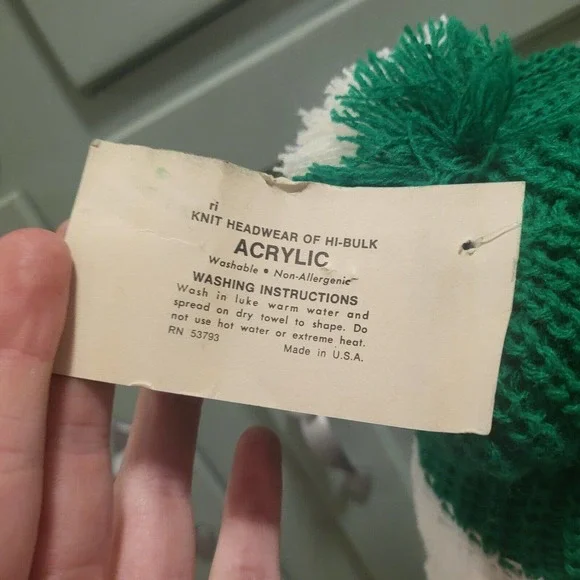 ri
KNIT HEADWEAR OF HI-BULK
ACRYLIC
Washable • Non-Allergenic
WASHING INSTRUCTIONS
Wash in luke warm water and
spread on dry towel to shape. Do
not use hot water or extreme heat.
RN 53793 Made in U.S.A.